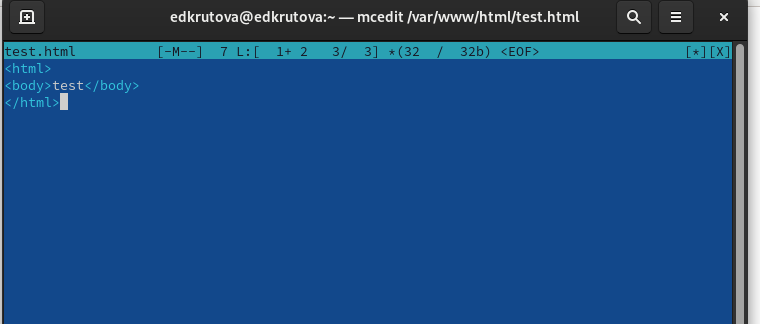 edkrutova@edkrutova:~ — mcedit /var/www/html/test.html
test.html [-M--] 7 L:[ 1+ 2 3/ 3] *(32 / 32b) <EOF> [*][X]
<html>
<body>test</body>
</html>